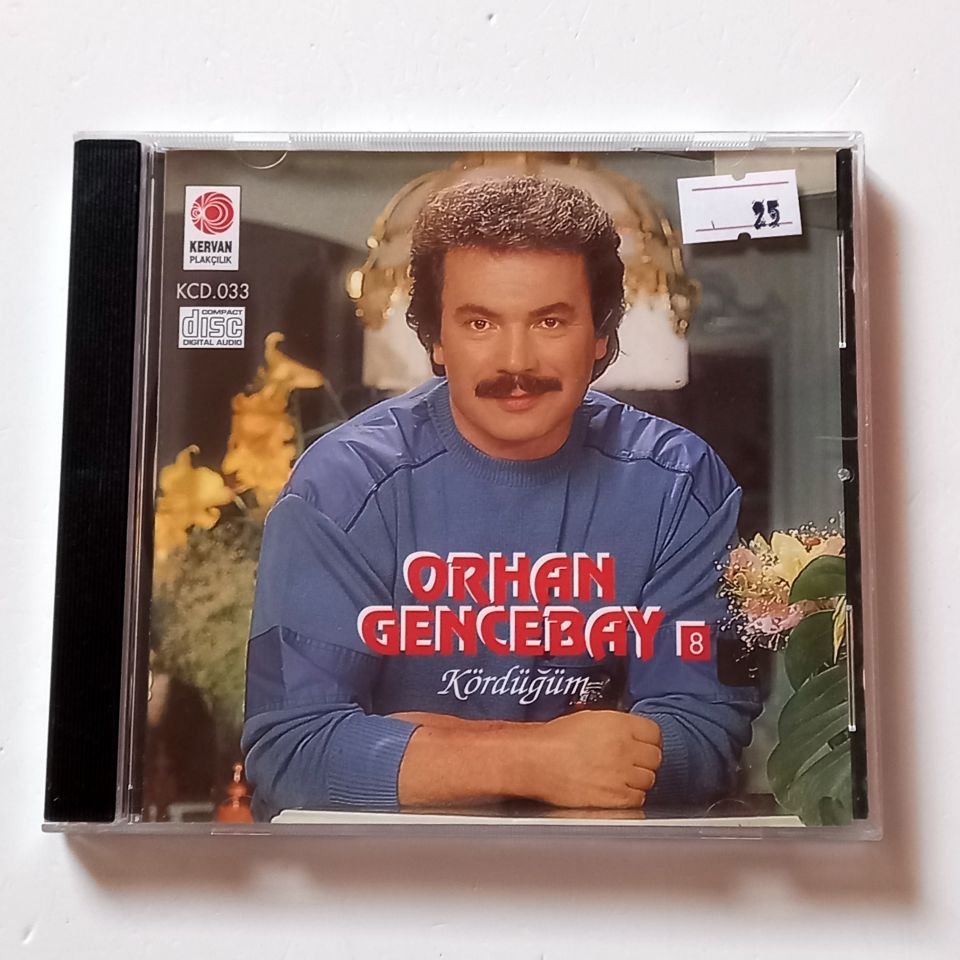 KERVAN
PLAKÇILIK
KCD.033
COMPACT
disc
DIGITAL AUDIO
25
ORHAN
GENCEBAY 8
Kördüğüm